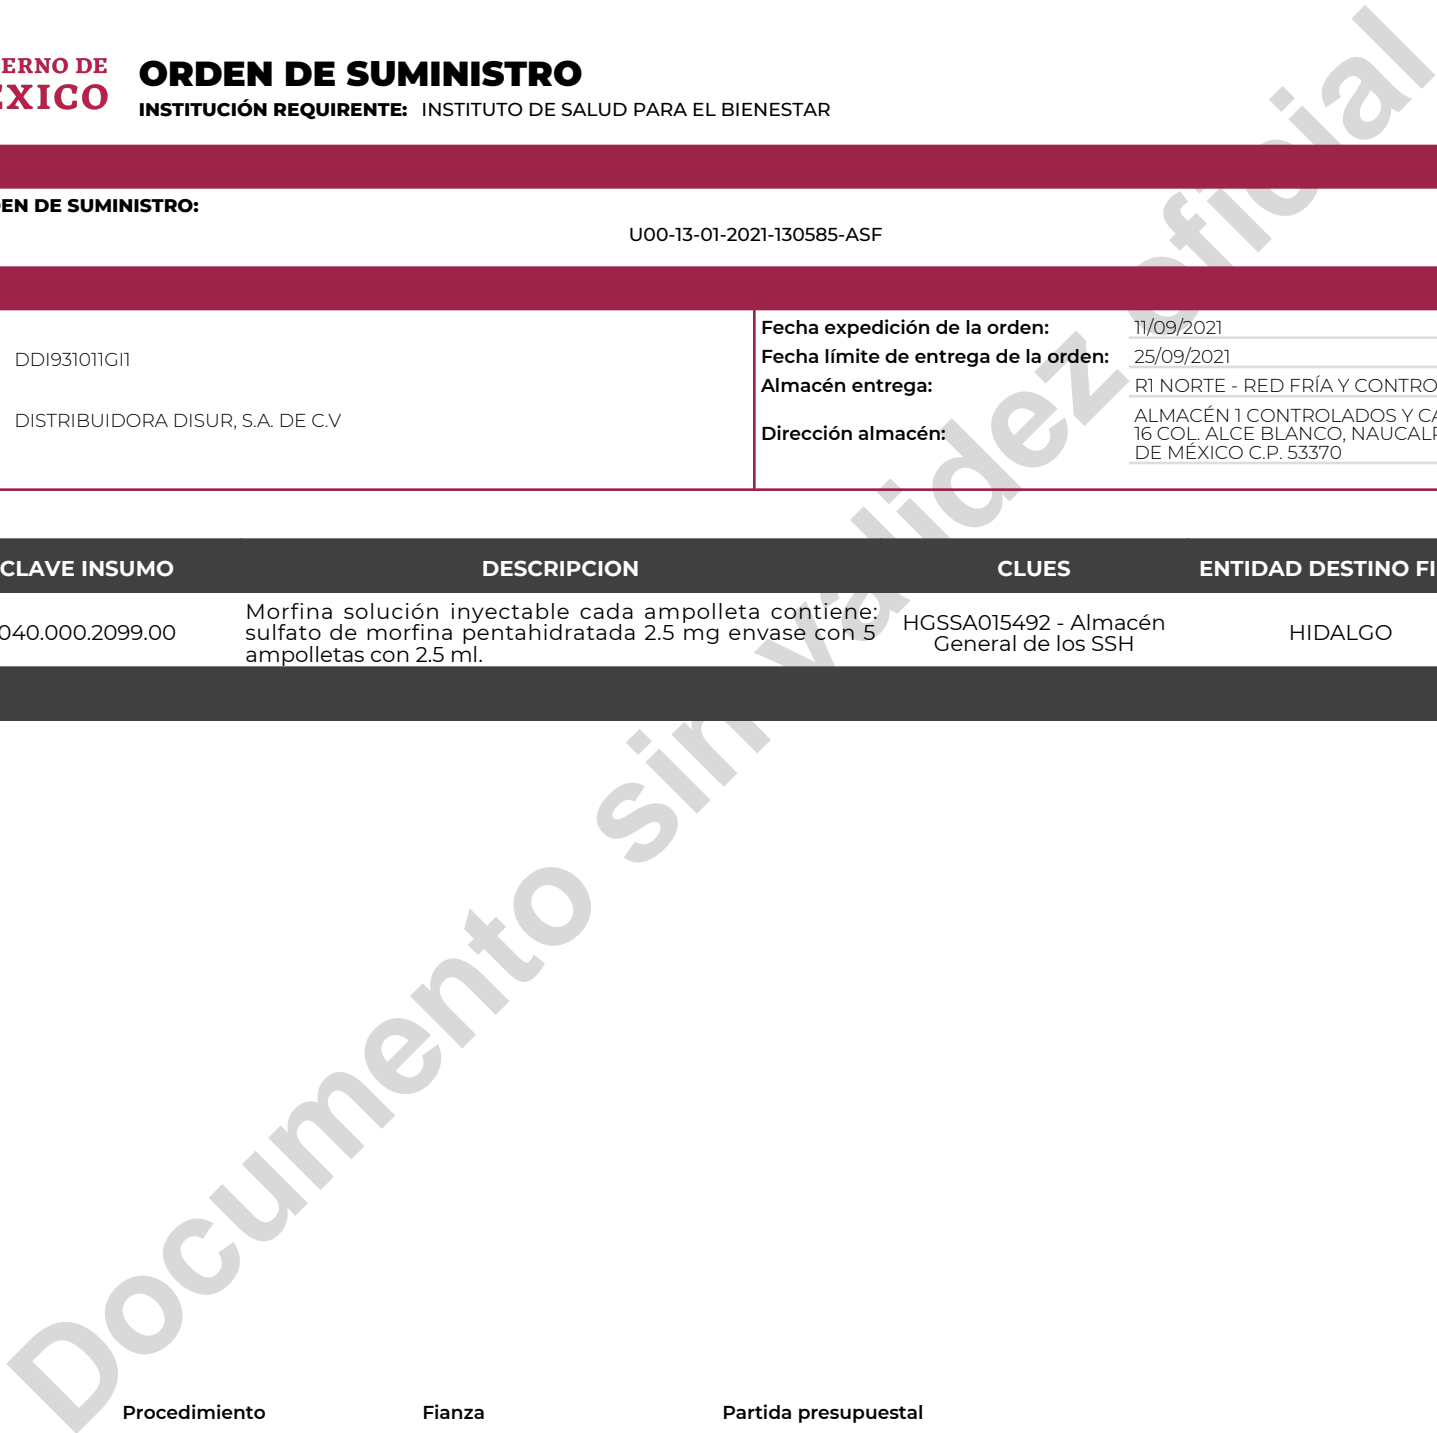 ERNO DE
EXICO
ORDEN DE SUMINISTRO
INSTITUCIÓN REQUIRENTE: INSTITUTO DE SALUD PARA EL BIENESTAR
EN DE SUMINISTRO:
U00-13-01-2021-130585-ASF
DDI931011GI1
DISTRIBUIDORA DISUR, S.A. DE C.V
Fecha expedición de la orden: 11/09/2021
Fecha límite de entrega de la orden: 25/09/2021
Almacén entrega: R1 NORTE - RED FRÍA Y CONTRO
Dirección almacén: ALMACÉN 1 CONTROLADOS Y CA
16 COL. ALCE BLANCO, NAUCALP
DE MÉXICO C.P. 53370
CLAVE INSUMO DESCRIPCION CLUES ENTIDAD DESTINO FI
040.000.2099.00
Morfina solución inyectable cada ampolleta contiene:
sulfato de morfina pentahidratada 2.5 mg envase con 5
ampolletas con 2.5 ml.
HGSSA015492 - Almacén
General de los SSH
HIDALGO
Documento sin validez oficial
Procedimiento Fianza Partida presupuestal